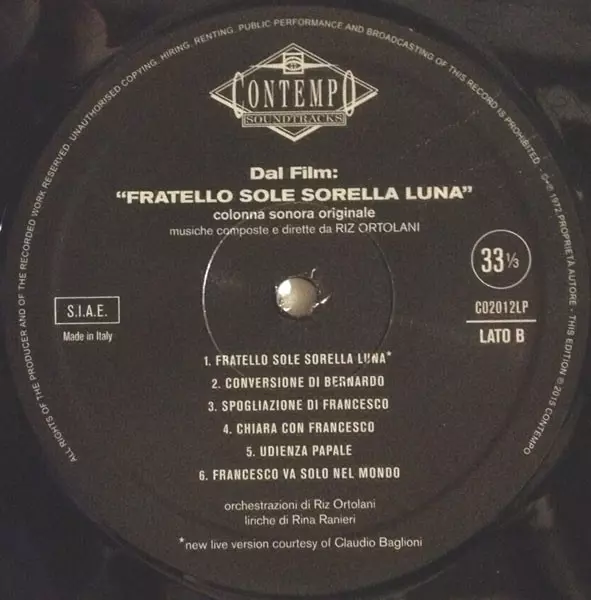 ALL RIGHTS OF THE PRODUCER AND OF THE RECORDED WORK RESERVED. UNAUTHORISED COPYING, HIRING, RENTING, PUBLIC PERFORMANCE AND BROADCASTING OF THIS RECORD IS PROHIBITED. - © ℗ 1972 PROPRIETÀ AUTORE - THIS EDITION ℗ 2015 CONTEMPO
CONTEMPO
SOUNDTRACKS
Dal Film:
"FRATELLO SOLE SORELLA LUNA"
colonna sonora originale
musiche composte e dirette da RIZ ORTOLANI
33 1/3
S.I.A.E.
Made in Italy
C02012LP
LATO B
1. FRATELLO SOLE SORELLA LUNA*
2. CONVERSIONE DI BERNARDO
3. SPOGLIAZIONE DI FRANCESCO
4. CHIARA CON FRANCESCO
5. UDIENZA PAPALE
6. FRANCESCO VA SOLO NEL MONDO
orchestrazioni di Riz Ortolani
liriche di Rina Ranieri
*new live version courtesy of Claudio Baglioni